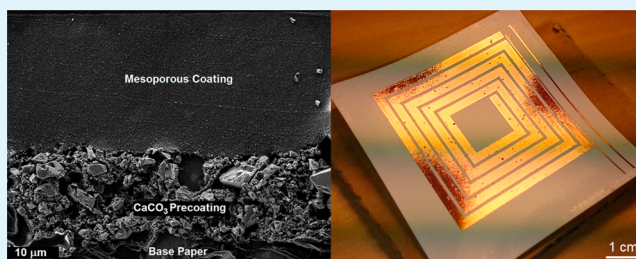 Mesoporous Coating
CaCO₃ Precoating
Base Paper
10 μm
1 cm